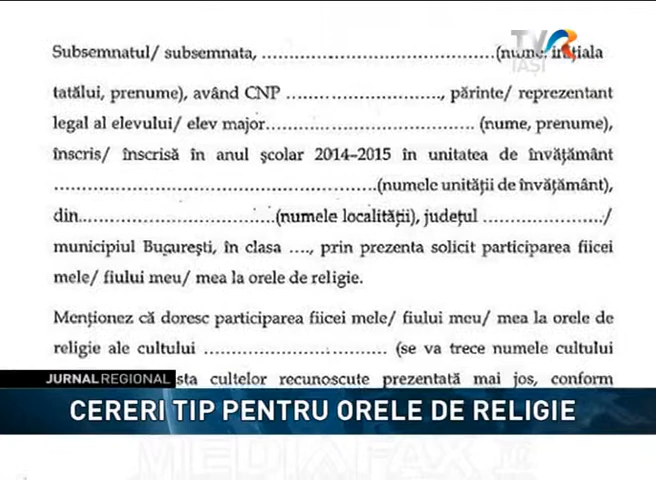 TVR
IAȘI
Subsemnatul/ subsemnata, ........................................(nume, inițiala
tatălui, prenume), având CNP ..........................., părinte/ reprezentant
legal al elevului/ elev major.................................... (nume, prenume),
înscris/ înscrisă în anul școlar 2014–2015 în unitatea de învățământ
.......................................................(numele unității de învățământ),
din..................................(numele localității), județul ...................../
municipiul București, în clasa ...., prin prezenta solicit participarea fiicei
mele/ fiului meu/ mea la orele de religie.
Menționez că doresc participarea fiicei mele/ fiului meu/ mea la orele de
religie ale cultului ............................... (se va trece numele cultului
sta cultelor recunoscute prezentată mai jos, conform
JURNAL REGIONAL
CERERI TIP PENTRU ORELE DE RELIGIE
MEDIAFAX